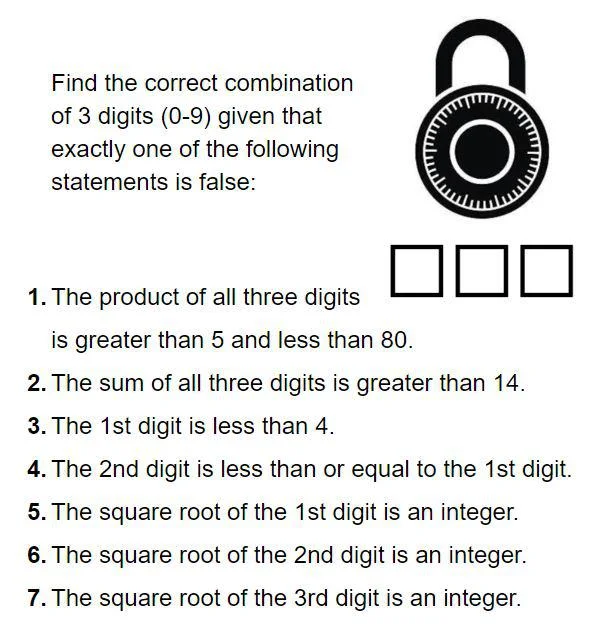 Find the correct combination
of 3 digits (0-9) given that
exactly one of the following
statements is false:
1. The product of all three digits
is greater than 5 and less than 80.
2. The sum of all three digits is greater than 14.
3. The 1st digit is less than 4.
4. The 2nd digit is less than or equal to the 1st digit.
5. The square root of the 1st digit is an integer.
6. The square root of the 2nd digit is an integer.
7. The square root of the 3rd digit is an integer.